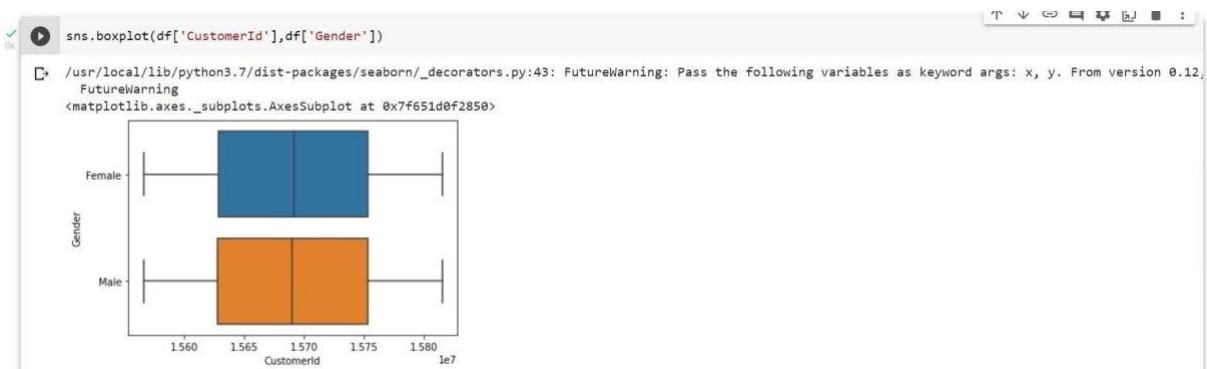 0s
sns.boxplot(df['CustomerId'],df['Gender'])
/usr/local/lib/python3.7/dist-packages/seaborn/_decorators.py:43: FutureWarning: Pass the following variables as keyword args: x, y. From version 0.12,
FutureWarning
<matplotlib.axes._subplots.AxesSubplot at 0x7f651d0f2850>
Female
Gender
Male
1.560 1.565 1.570 1.575 1.580
CustomerId 1e7